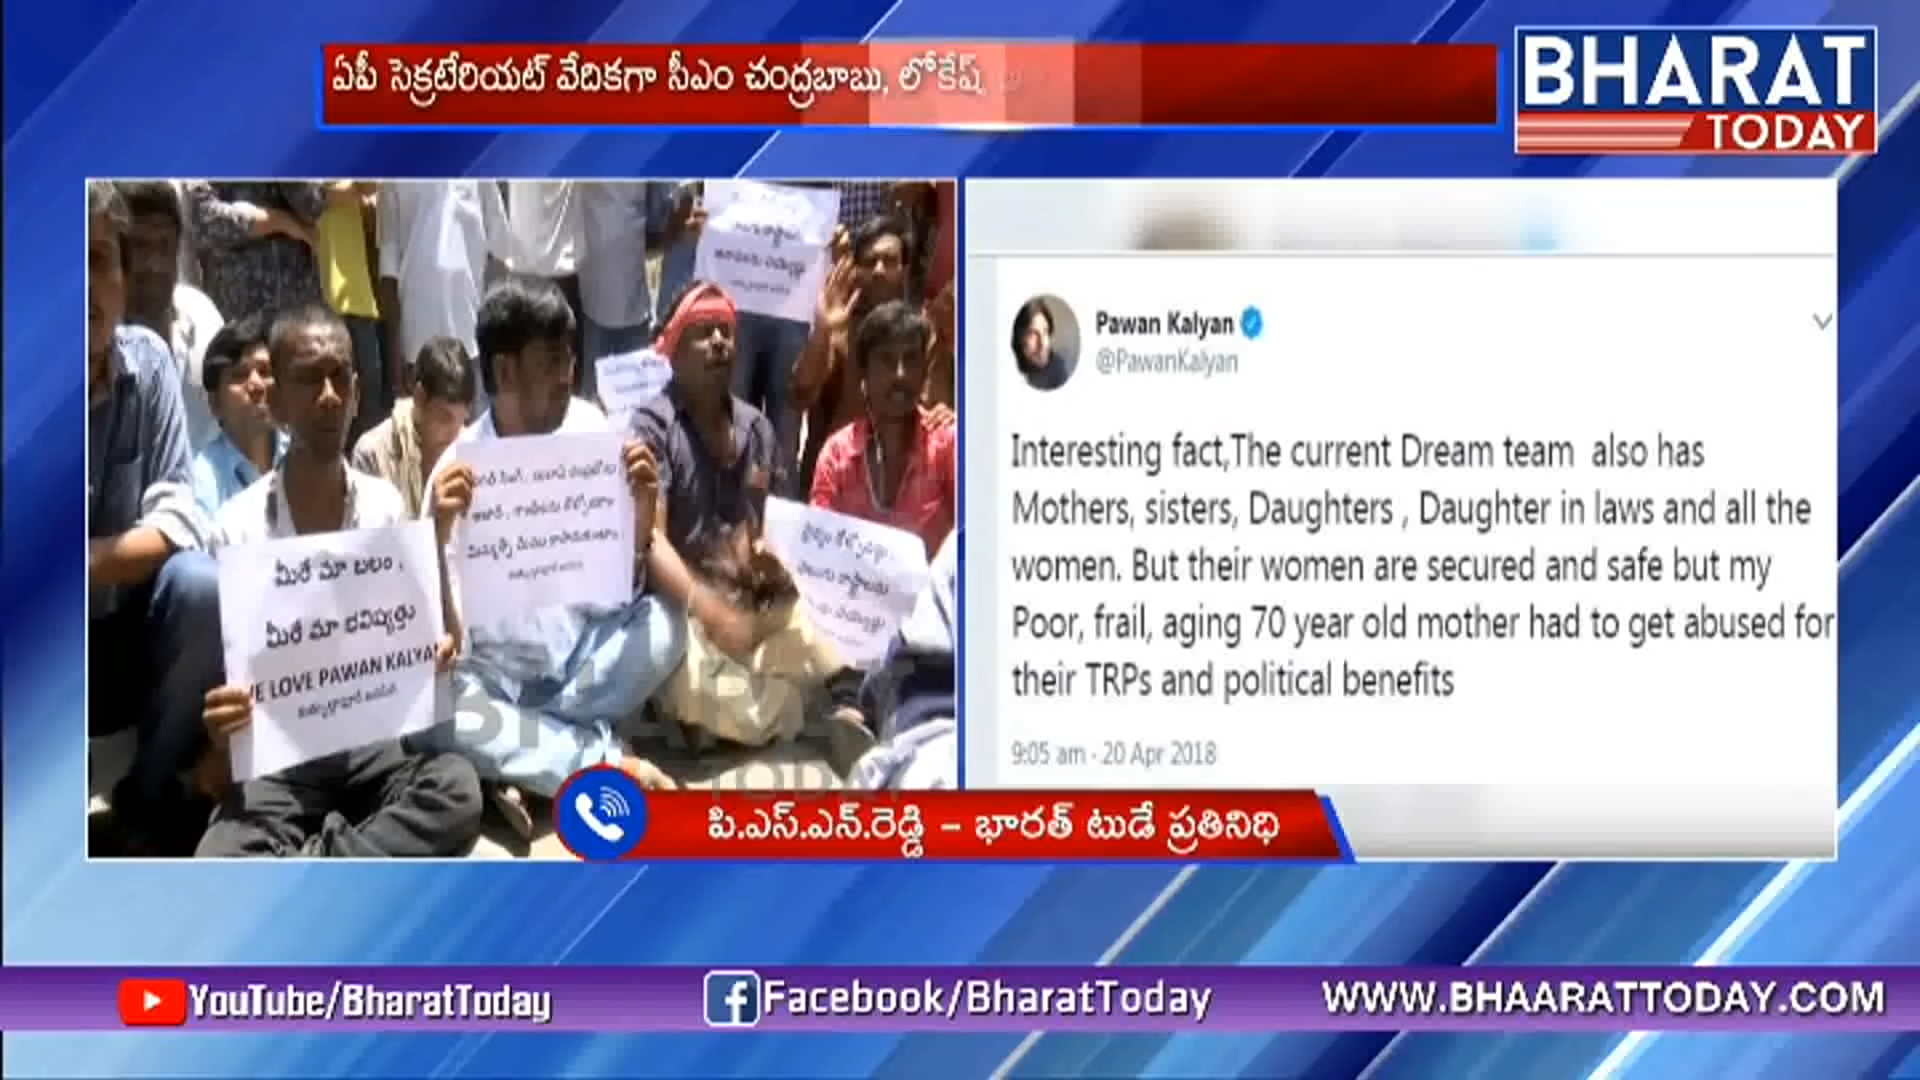 ఏపీ సెక్రటేరియట్ వేదికగా సీఎం చంద్రబాబు, లోకేష్
BHARAT
TODAY
మీరే మా బలం,
మీరే మా భవిష్యత్తు
WE LOVE PAWAN KALYAN
Pawan Kalyan
@PawanKalyan
Interesting fact,The current Dream team also has
Mothers, sisters, Daughters , Daughter in laws and all the
women. But their women are secured and safe but my
Poor, frail, aging 70 year old mother had to get abused for
their TRPs and political benefits
9:05 am - 20 Apr 2018
BHARAT
TODAY
పి.ఎస్.ఎన్.రెడ్డి – భారత్ టుడే ప్రతినిధి
YouTube/BharatToday
Facebook/BharatToday
WWW.BHAARATTODAY.COM